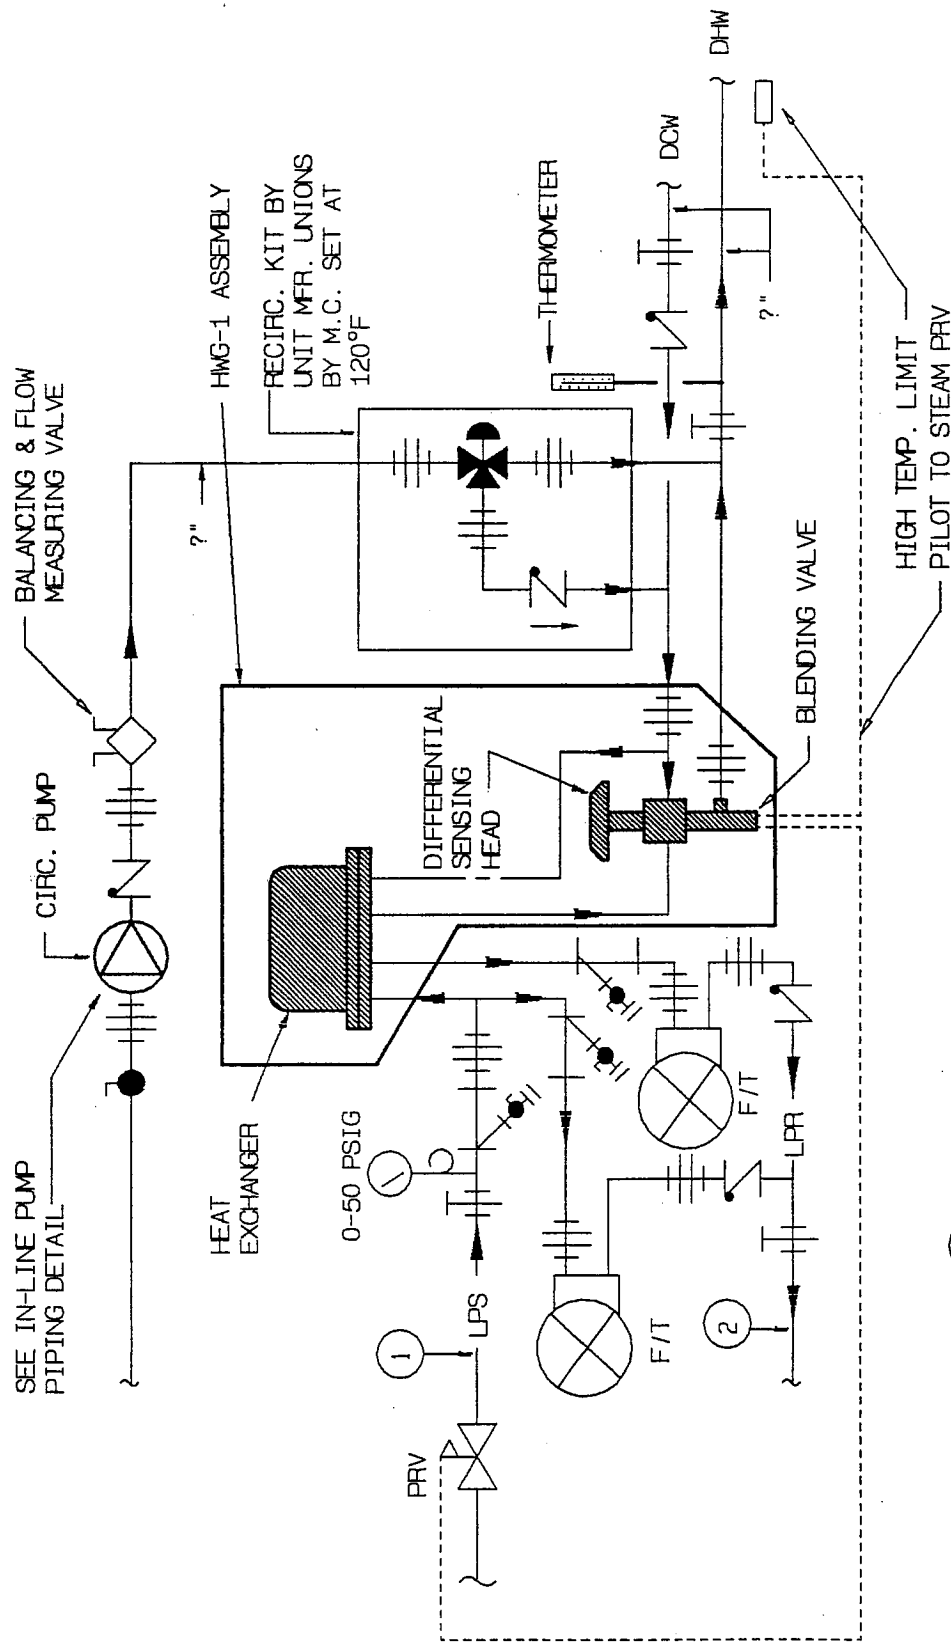 SEE IN-LINE PUMP
PIPING DETAIL
CIRC. PUMP
BALANCING & FLOW
MEASURING VALVE
?"
HWG-1 ASSEMBLY
RECIRC. KIT BY
UNIT MFR. UNIONS
BY M.C. SET AT
120°F
HEAT
EXCHANGER
0-50 PSIG
DIFFERENTIAL
SENSING
HEAD
THERMOMETER
DCW
DHW
PRV
1
LPS
F/T
F/T
2
LPR
BLENDING VALVE
?"
HIGH TEMP. LIMIT
PILOT TO STEAM PRV